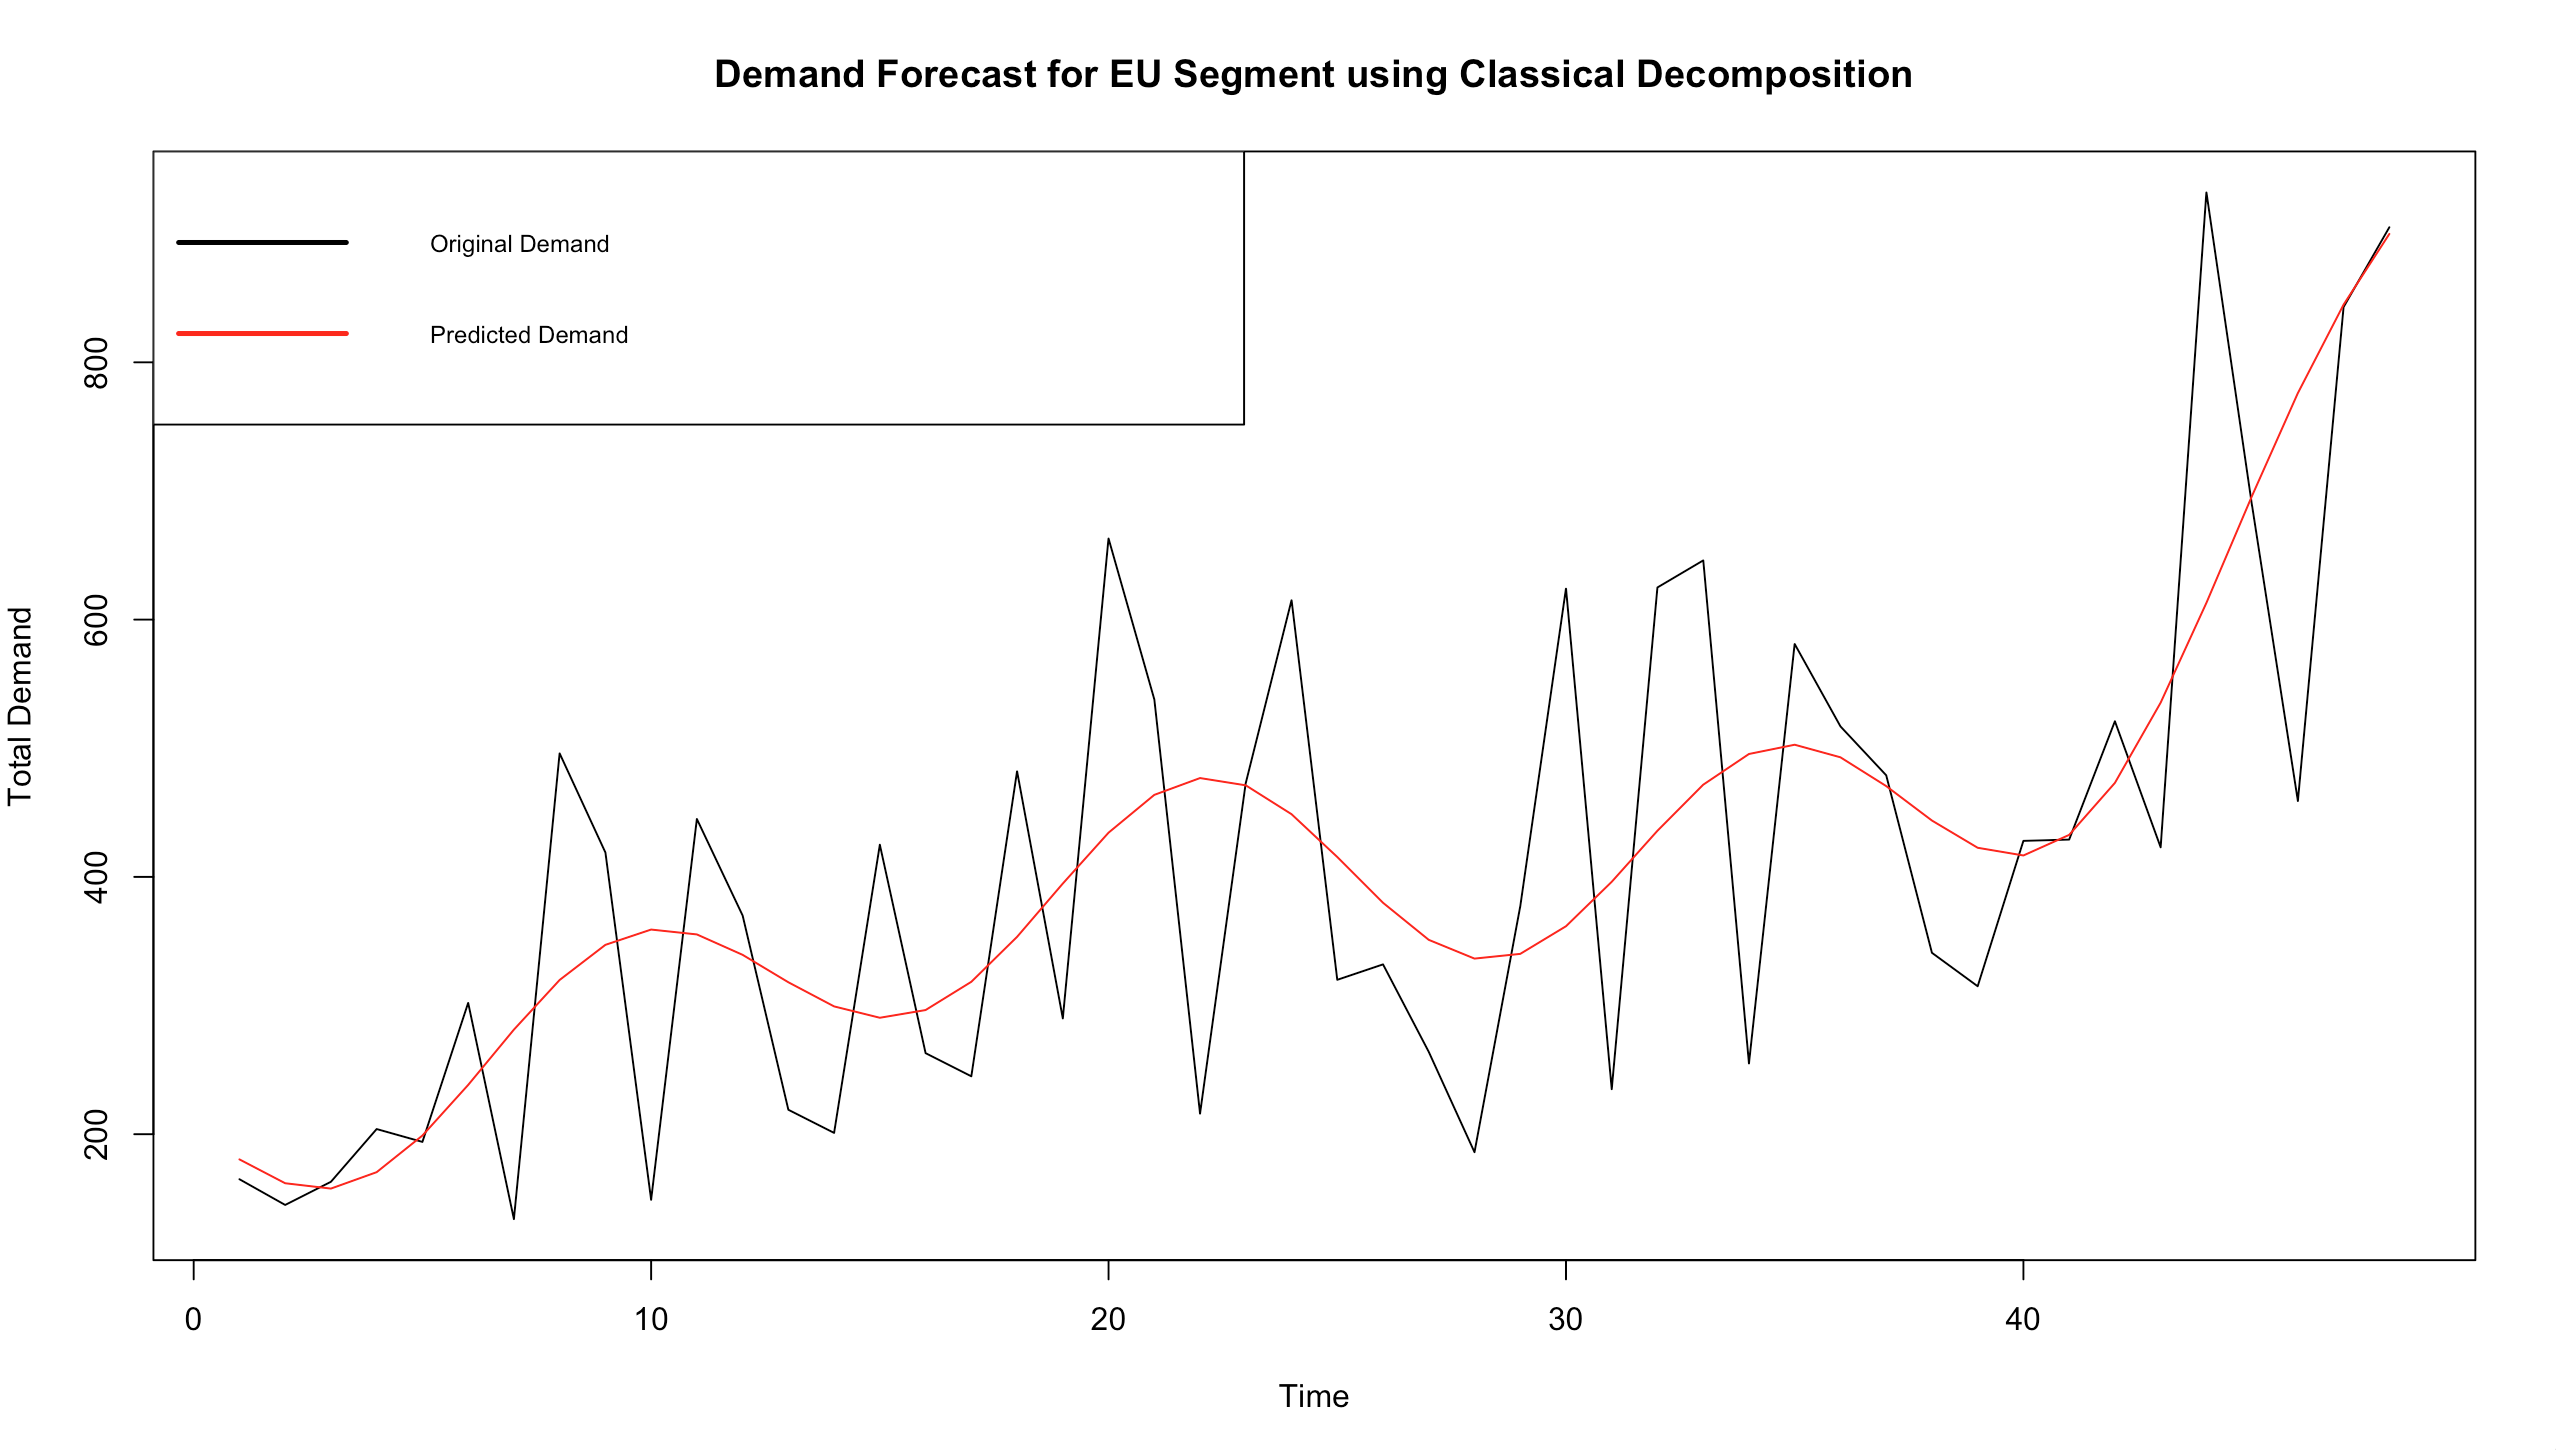 Demand Forecast for EU Segment using Classical Decomposition
Original Demand
Predicted Demand
Total Demand
800
600
400
200
0 10 20 30 40
Time